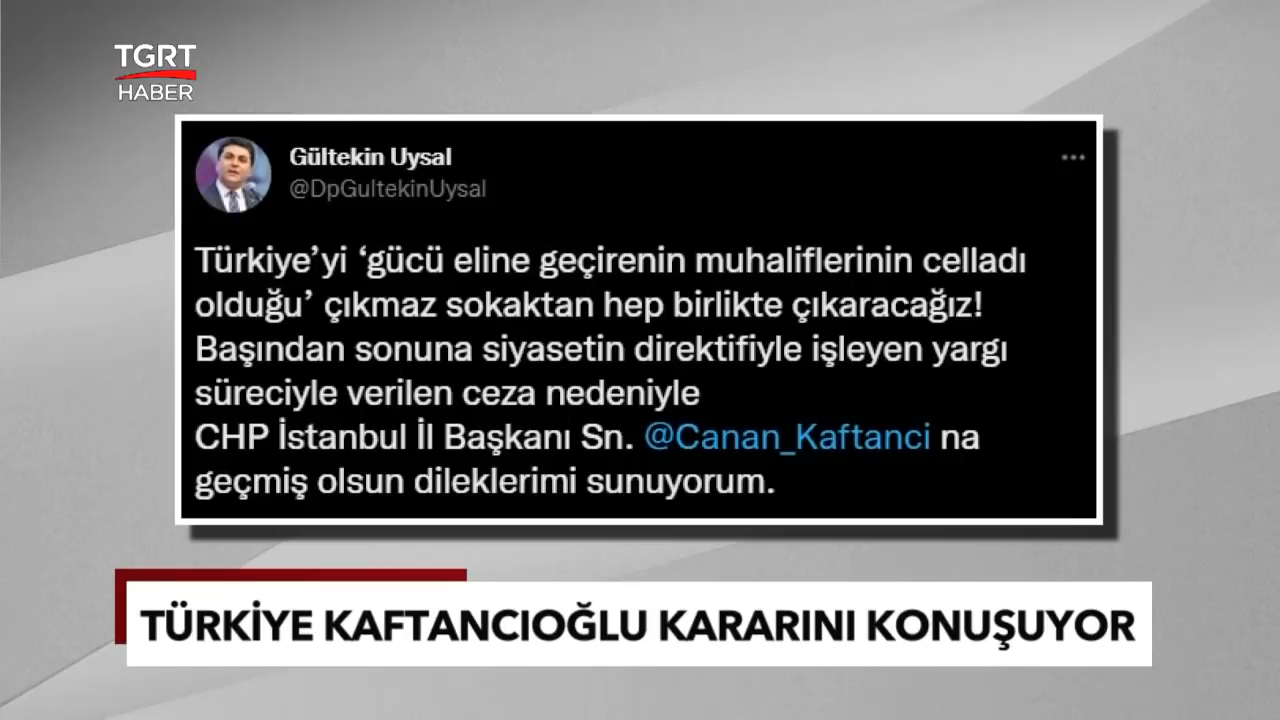 TGRT
HABER
Gültekin Uysal
@DpGultekinUysal
Türkiye’yi ‘gücü eline geçirenin muhaliflerinin celladı
olduğu’ çıkmaz sokaktan hep birlikte çıkaracağız!
Başından sonuna siyasetin direktifiyle işleyen yargı
süreciyle verilen ceza nedeniyle
CHP İstanbul İl Başkanı Sn. @Canan_Kaftanci na
geçmiş olsun dileklerimi sunuyorum.
TÜRKİYE KAFTANCIOĞLU KARARINI KONUŞUYOR